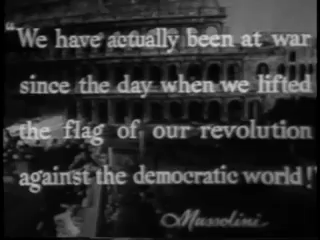 "We have actually been at war
since the day when we lifted
the flag of our revolution
against the democratic world!"
Mussolini